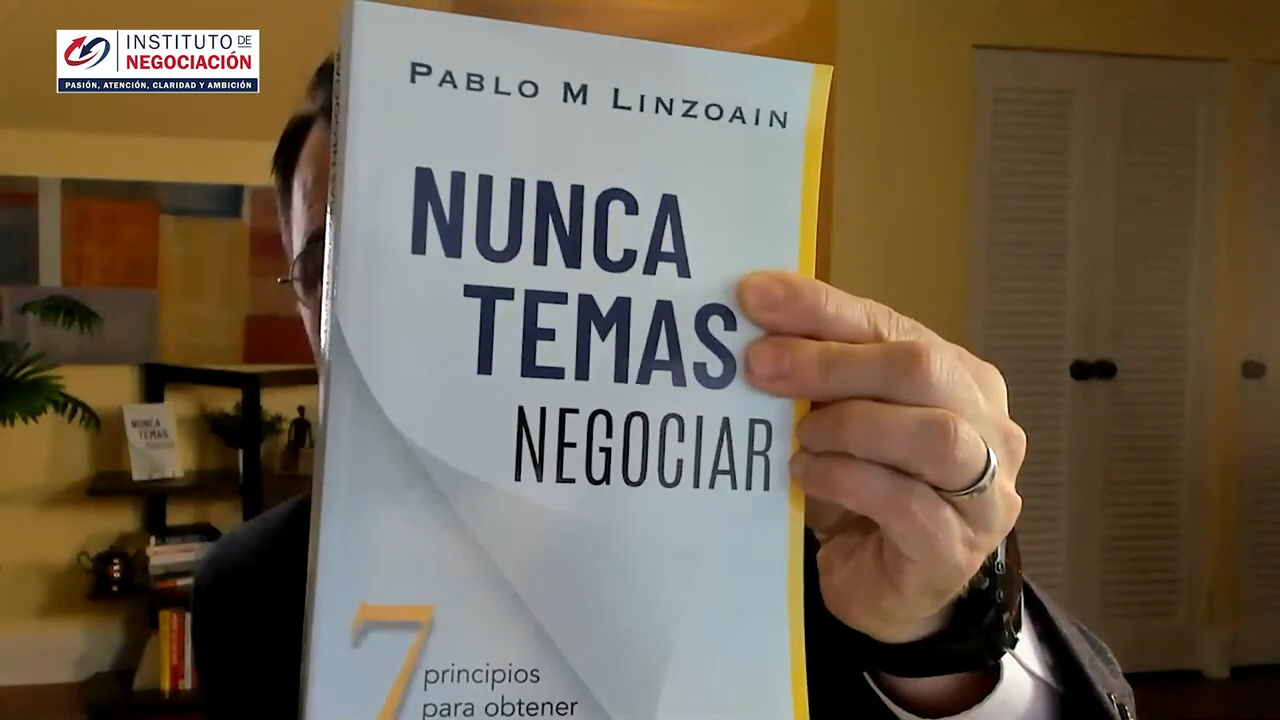 INSTITUTO DE
NEGOCIACIÓN
PASIÓN, ATENCIÓN, CLARIDAD Y AMBICIÓN
PABLO M LINZOAIN
NUNCA
TEMAS
NEGOCIAR
7 principios
para obtener
NUNCA
TEMAS